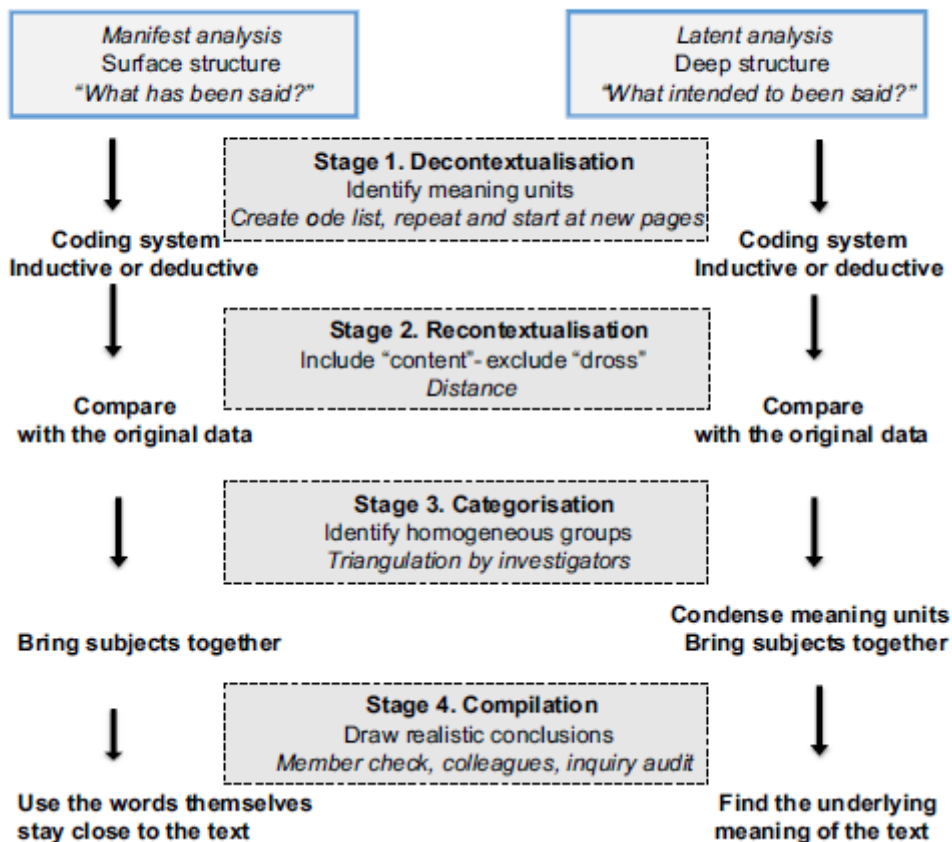 Manifest analysis
Surface structure
“What has been said?”
Latent analysis
Deep structure
“What intended to been said?”
Stage 1. Decontextualisation
Identify meaning units
Create ode list, repeat and start at new pages
Coding system
Inductive or deductive
Coding system
Inductive or deductive
Stage 2. Recontextualisation
Include “content”- exclude “dross”
Distance
Compare
with the original data
Compare
with the original data
Stage 3. Categorisation
Identify homogeneous groups
Triangulation by investigators
Bring subjects together
Condense meaning units
Bring subjects together
Stage 4. Compilation
Draw realistic conclusions
Member check, colleagues, inquiry audit
Use the words themselves
stay close to the text
Find the underlying
meaning of the text